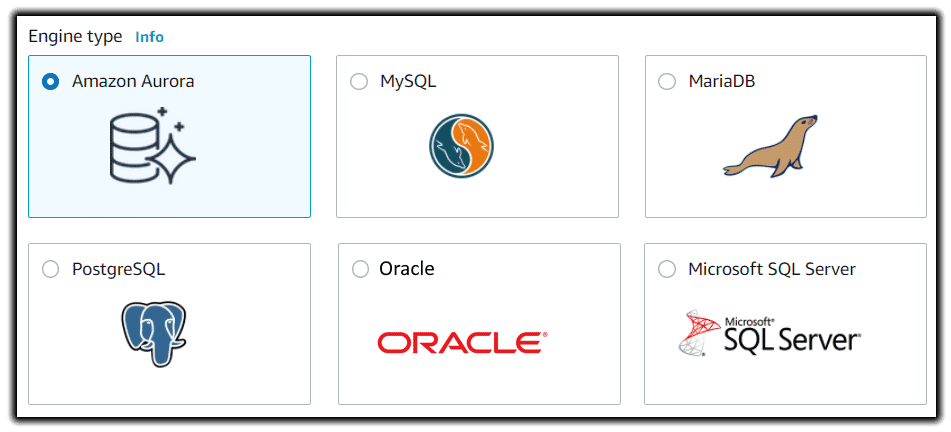 Engine type Info
Amazon Aurora
MySQL
MariaDB
PostgreSQL
Oracle
ORACLE®
Microsoft SQL Server
Microsoft®
SQL Server®